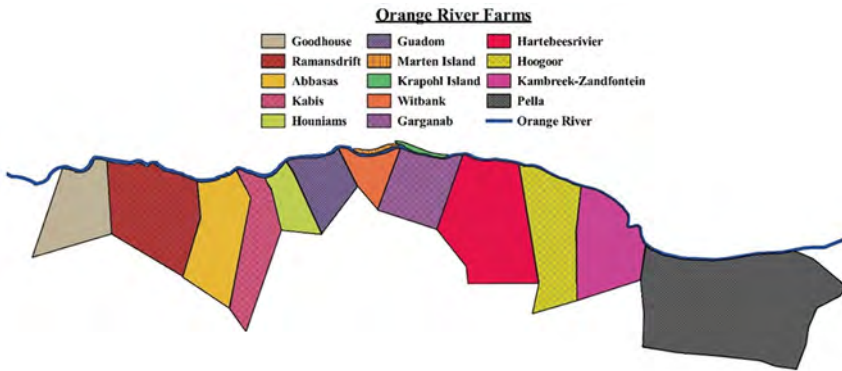 Orange River Farms
Goodhouse
Ramansdrift
Abbasas
Kabis
Houniams
Guadom
Marten Island
Krapohl Island
Witbank
Garganab
Hartebeesrivier
Hoogoor
Kambreek-Zandfontein
Pella
Orange River